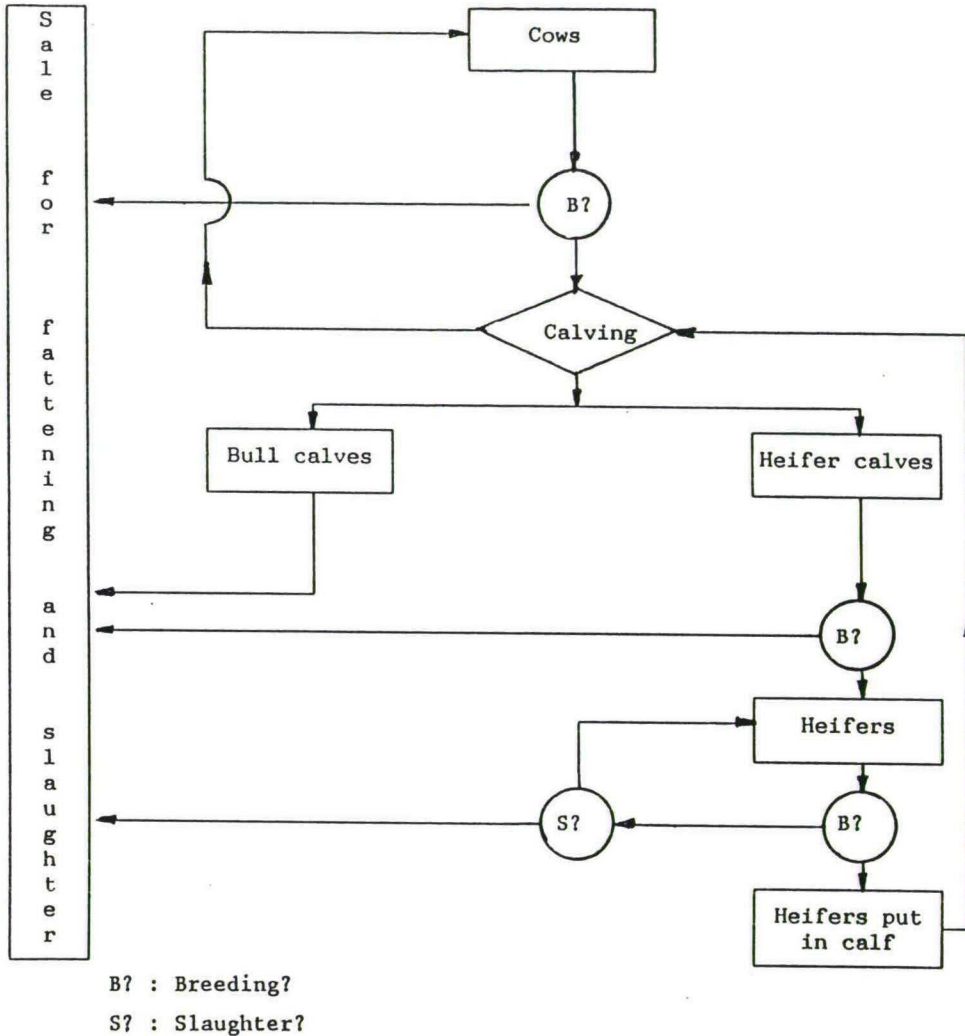 Sale for fattening and slaughter
Cows
B?
Calving
Bull calves
Heifer calves
B?
Heifers
S?
B?
Heifers put
in calf
B? : Breeding?
S? : Slaughter?